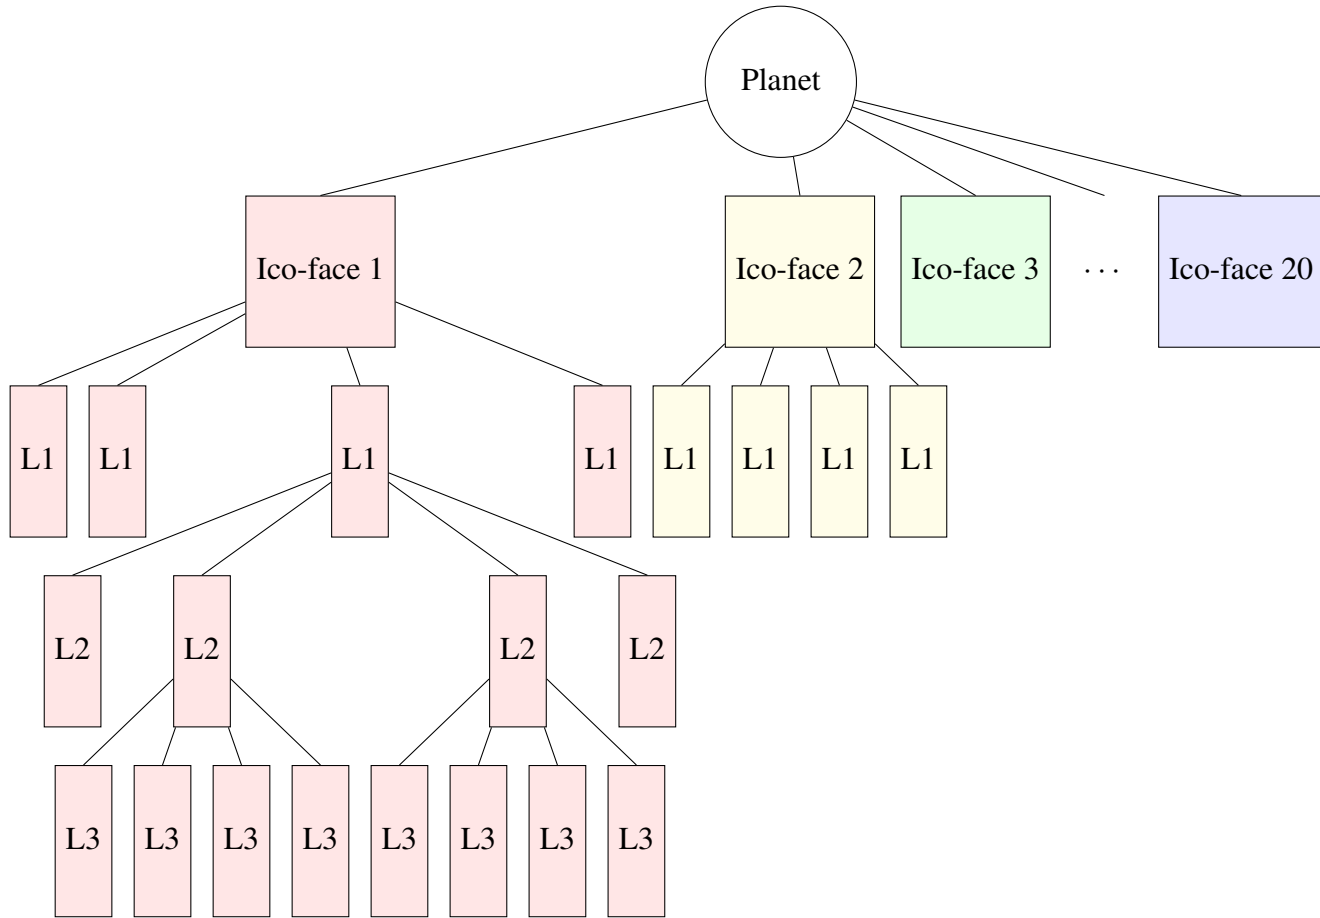 Planet
Ico-face 1
Ico-face 2
Ico-face 3
...
Ico-face 20
L1
L1
L1
L1
L1
L1
L1
L1
L2
L2
L2
L2
L3
L3
L3
L3
L3
L3
L3
L3